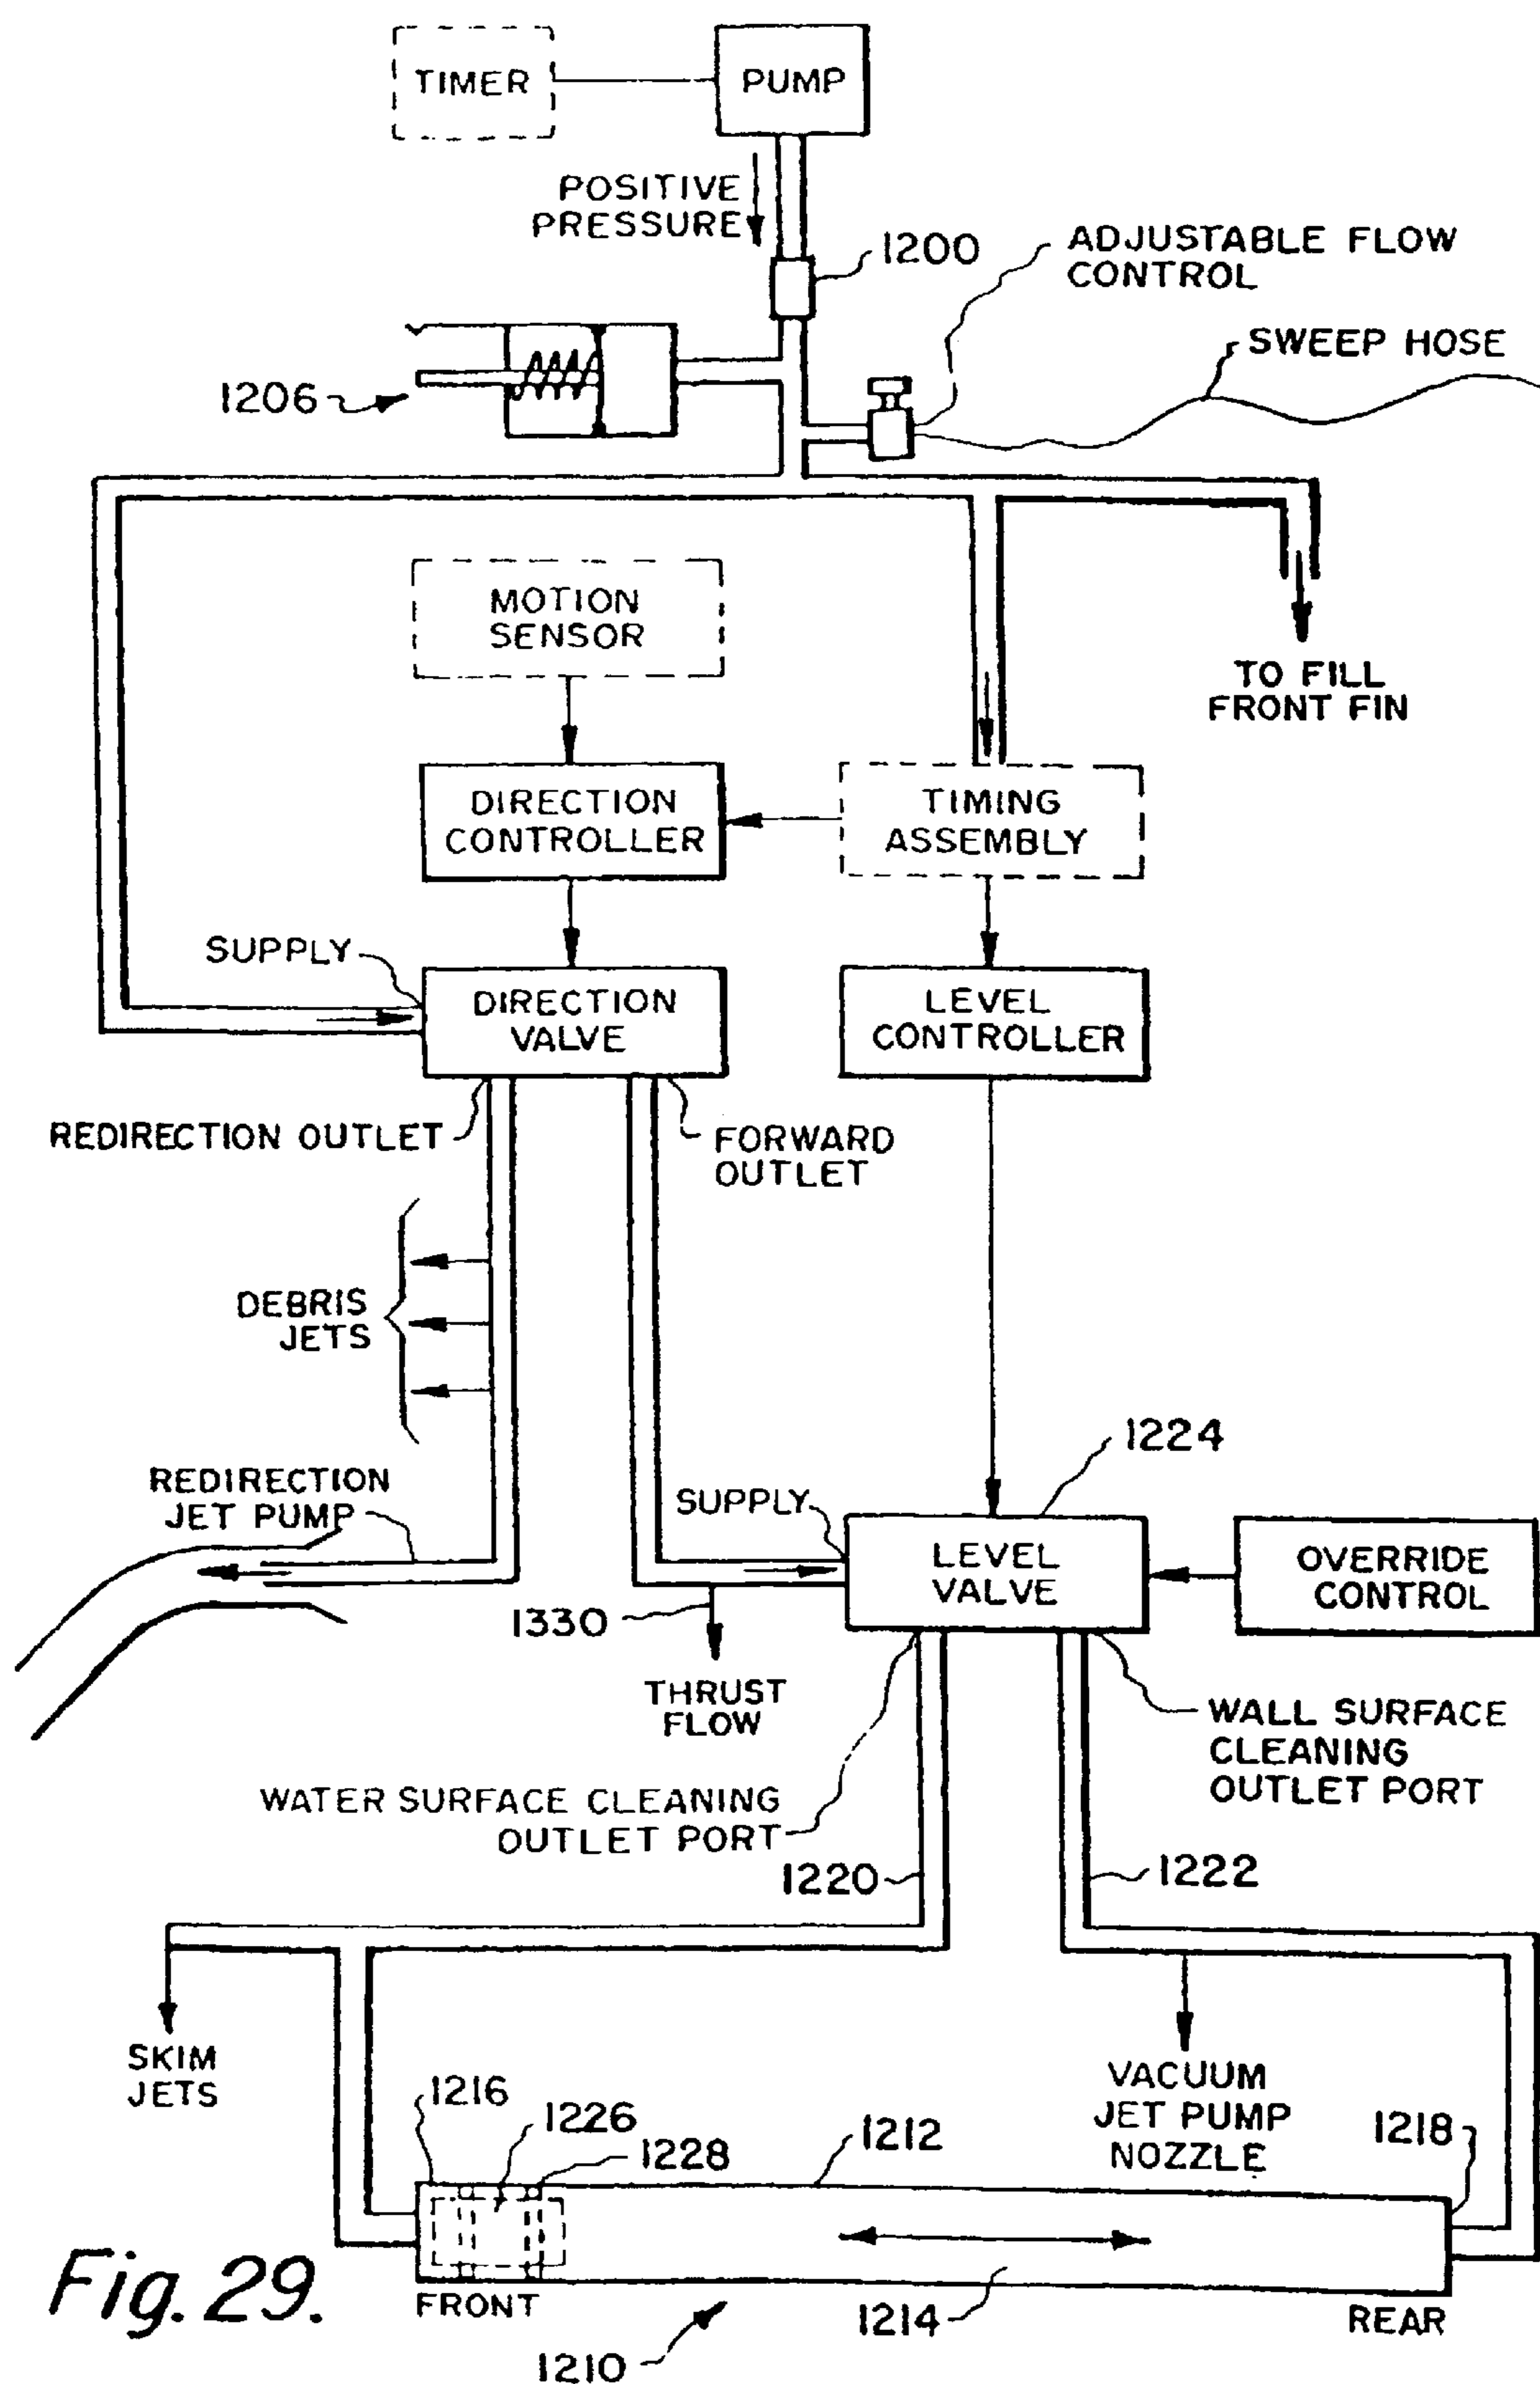 TIMER
PUMP
POSITIVE
PRESSURE
1200
ADJUSTABLE FLOW
CONTROL
SWEEP HOSE
1206
MOTION
SENSOR
TO FILL
FRONT FIN
DIRECTION
CONTROLLER
TIMING
ASSEMBLY
SUPPLY
DIRECTION
VALVE
LEVEL
CONTROLLER
REDIRECTION OUTLET
FORWARD
OUTLET
DEBRIS
JETS
1224
REDIRECTION
JET PUMP
SUPPLY
LEVEL
VALVE
OVERRIDE
CONTROL
1330
THRUST
FLOW
WALL SURFACE
CLEANING
OUTLET PORT
WATER SURFACE CLEANING
OUTLET PORT
1220
1222
SKIM
JETS
VACUUM
JET PUMP
NOZZLE
1216
1226
1228
1212
1218
FRONT
1214
REAR
1210
Fig. 29.